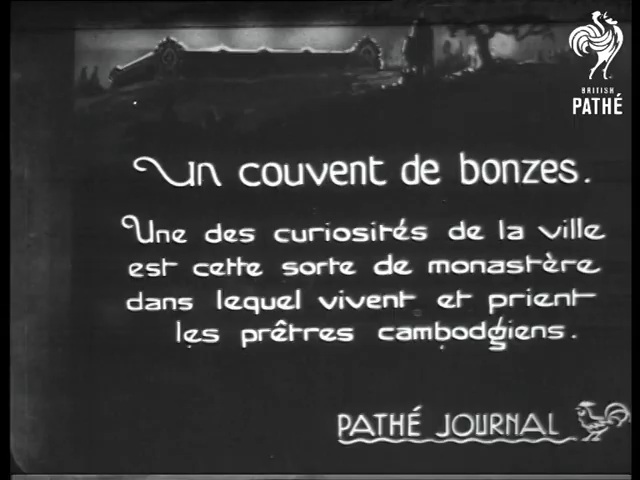 BRITISH
PATHÉ
Un couvent de bonzes.
Une des curiosités de la ville
est cette sorte de monastère
dans lequel vivent et prient
les prêtres cambodgiens.
PATHÉ JOURNAL